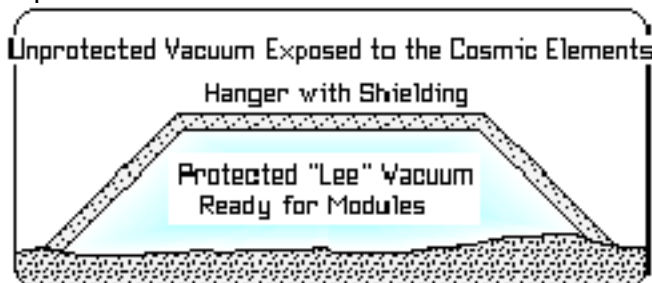 Unprotected Vacuum Exposed to the Cosmic Elements
Hanger with Shielding
Protected "Lee" Vacuum
Ready for Modules